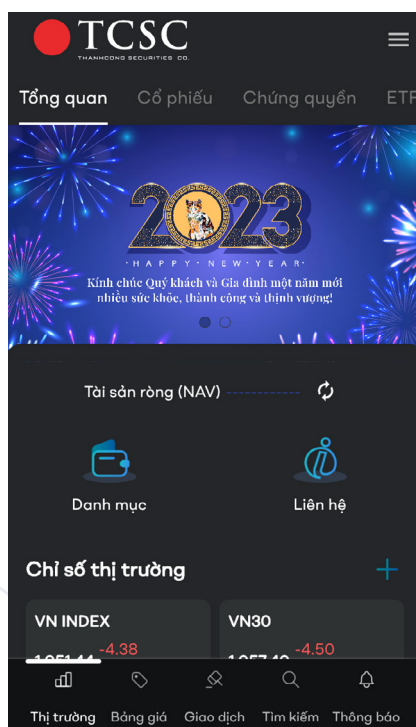 TCSC
THANHCONG SECURITIES CO.
Tổng quan Cổ phiếu Chứng quyền ETF
2023
·HAPPY·NEW·YEAR·
Kính chúc Quý khách và Gia đình một năm mới
nhiều sức khỏe, thành công và thịnh vượng!
Tài sản ròng (NAV) -----------
Danh mục Liên hệ
Chỉ số thị trường
VN INDEX VN30
-4.38 -4.50
Thị trường Bảng giá Giao dịch Tìm kiếm Thông báo